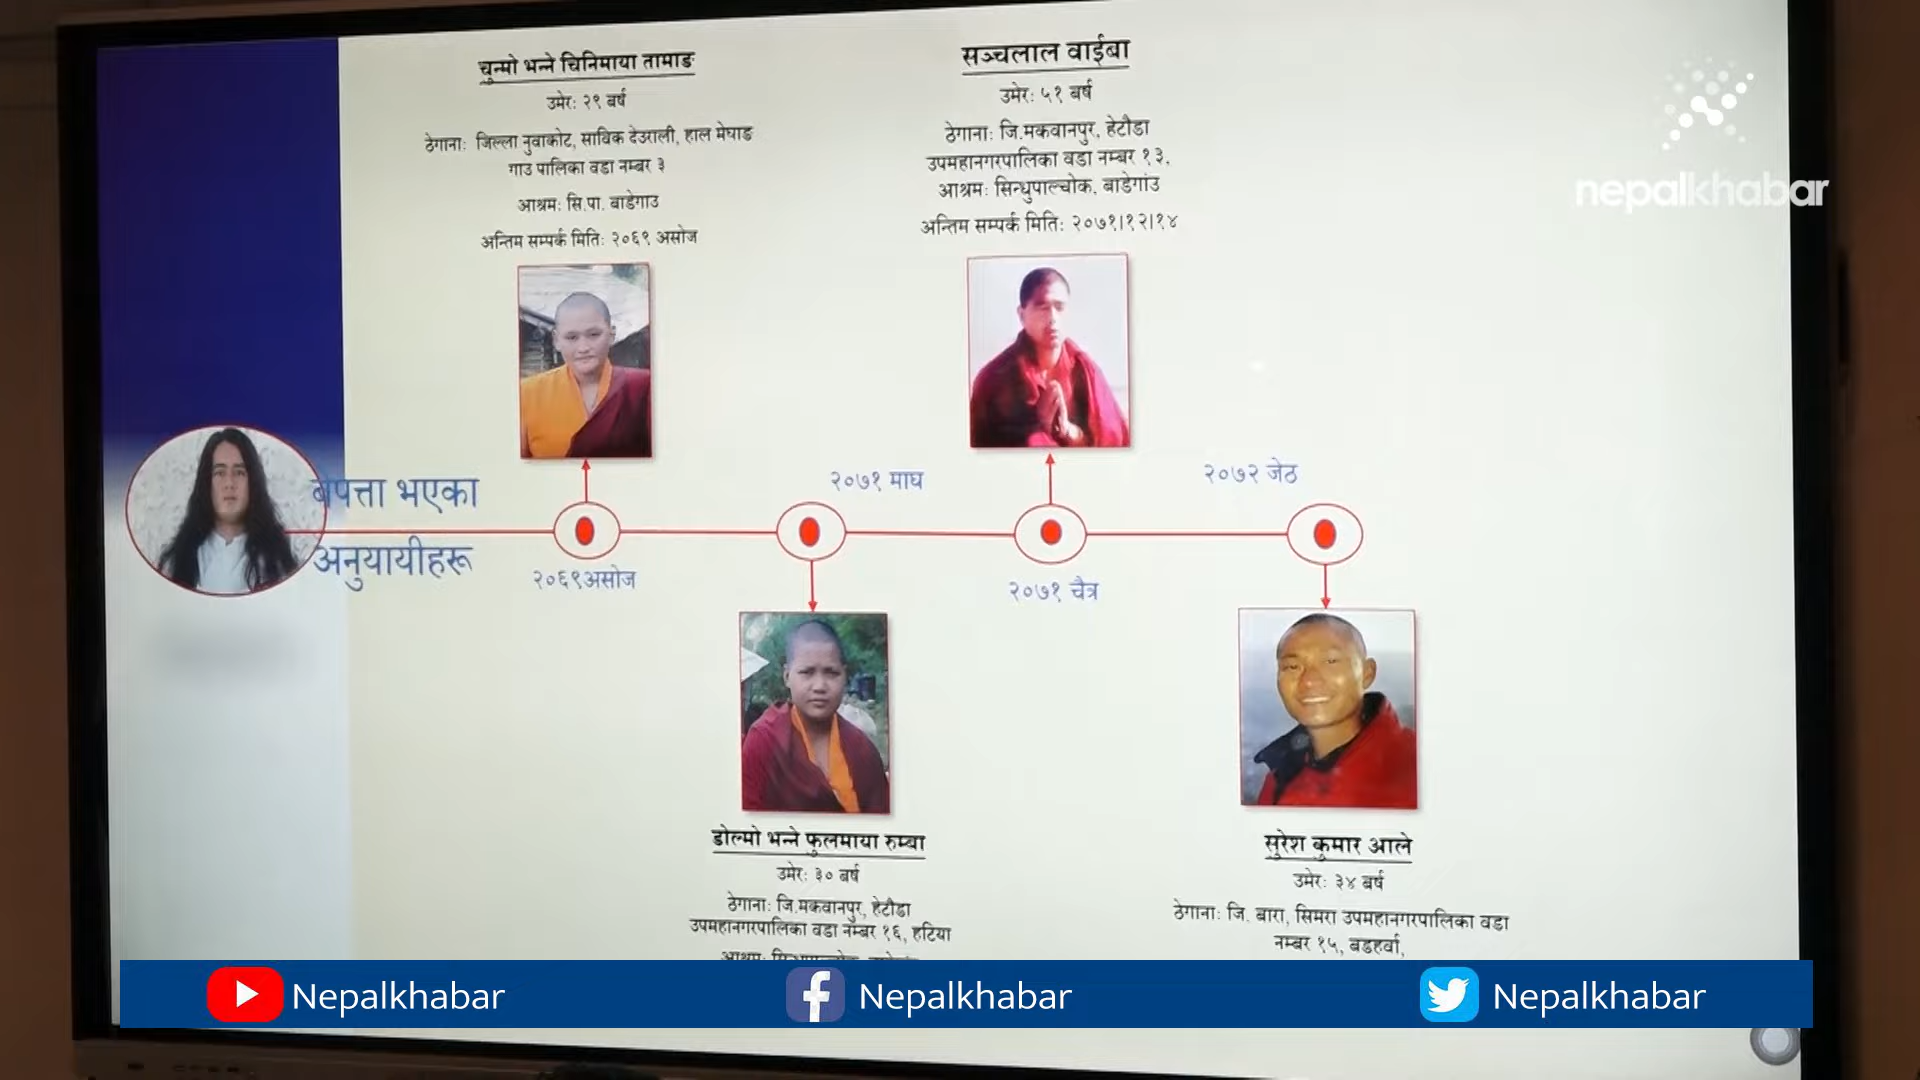 चुन्मो भन्ने चिनिमाया तामाङ
उमेर: २९ बर्ष
ठेगाना: जिल्ला नुवाकोट, साविक देउराली, हाल मेघाङ
गाउ पालिका वडा नम्बर ३
आश्रम: सि.पा. बाडेगाउ
अन्तिम सम्पर्क मिति: २०६९ असोज
सञ्चलाल वाईबा
उमेर: ५१ बर्ष
ठेगाना: जि.मकवानपुर, हेटौडा
उपमहानगरपालिका वडा नम्बर १३,
आश्रम: सिन्धुपाल्चोक, बाडेगांउ
अन्तिम सम्पर्क मिति: २०७१।१२।१४
nepalkhabar
बेपत्ता भएका
अनुयायीहरू
२०६९असोज
२०७१ माघ
२०७१ चैत्र
२०७२ जेठ
डोल्मो भन्ने फुलमाया रुम्बा
उमेर: ३० बर्ष
ठेगाना: जि.मकवानपुर, हेटौडा
उपमहानगरपालिका वडा नम्बर १६, हटिया
सुरेश कुमार आले
उमेर: ३४ बर्ष
ठेगाना: जि. बारा, सिमरा उपमहानगरपालिका वडा
नम्बर १५, बडहर्वा,
Nepalkhabar
Nepalkhabar
Nepalkhabar